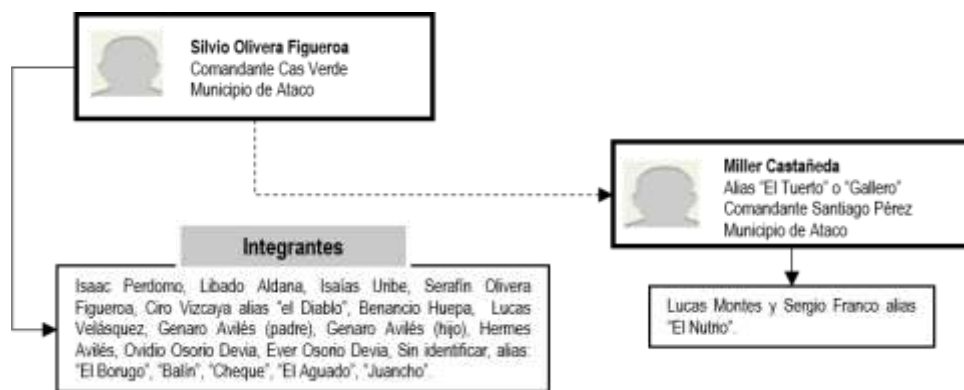 Silvio Olivera Figueroa
Comandante Cas Verde
Municipio de Ataco
Miller Castañeda
Alias "El Tuerto" o "Gallero"
Comandante Santiago Pérez
Municipio de Ataco
Integrantes
Isaac Perdomo, Libado Aldana, Isaías Uribe, Serafín Olivera
Figueroa, Ciro Vizcaya alias "el Diablo", Benancio Huepa, Lucas
Velásquez, Genaro Avilés (padre), Genaro Avilés (hijo), Hermes
Avilés, Ovidio Osorio Devia, Ever Osorio Devia, Sin identificar, alias:
"El Borugo", "Balín", "Cheque", "El Aguado", "Juancho".
Lucas Montes y Sergio Franco alias
"El Nutrio".